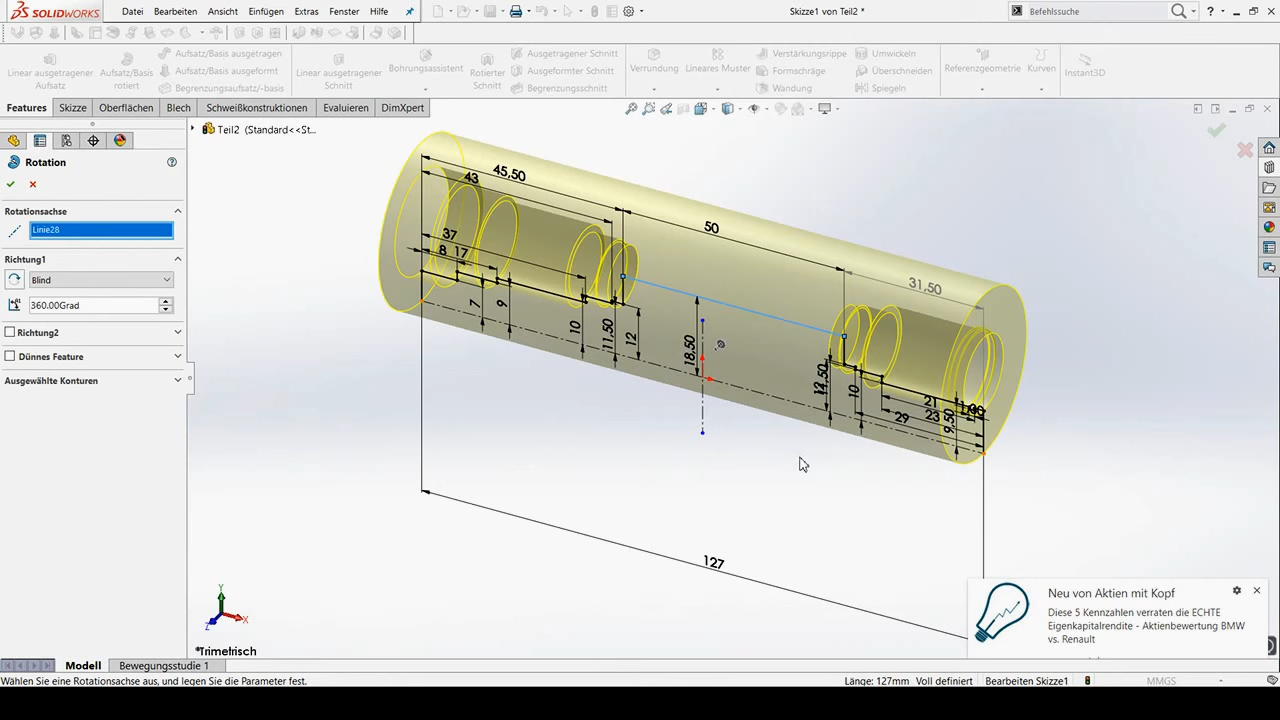 SOLIDWORKS
Datei Bearbeiten Ansicht Einfügen Extras Fenster Hilfe
Skizze1 von Teil2 *
Befehlssuche
Linear ausgetragener Aufsatz
Aufsatz/Basis rotiert
Aufsatz/Basis ausgetragen
Aufsatz/Basis ausgeformt
Begrenzungsaufsatz/-basis
Linear ausgetragener Schnitt
Bohrungsassistent
Rotierter Schnitt
Ausgetragener Schnitt
Ausgeformter Schnitt
Begrenzungsschnitt
Verrundung
Lineares Muster
Verstärkungsrippe
Formschräge
Wandung
Umwickeln
Überschneiden
Spiegeln
Referenzgeometrie
Kurven
Instant3D
Features Skizze Oberflächen Blech Schweißkonstruktionen Evaluieren DimXpert
Teil2 (Standard<<St...
Rotation
Rotationsachse
Linie28
Richtung1
Blind
360.00Grad
Richtung2
Dünnes Feature
Ausgewählte Konturen
45,50
43
50
37
8 17
31,50
7
9
10
11,50
12
18,50
10
21
23
29
9,50
127
Y
X
Z
*Trimetrisch
Neu von Aktien mit Kopf
Diese 5 Kennzahlen verraten die ECHTE
Eigenkapitalrendite - Aktienbewertung BMW
vs. Renault
Modell Bewegungsstudie 1
Wählen Sie eine Rotationsachse aus, und legen Sie die Parameter fest.
Länge: 127mm Voll definiert Bearbeiten Skizze1 MMGS